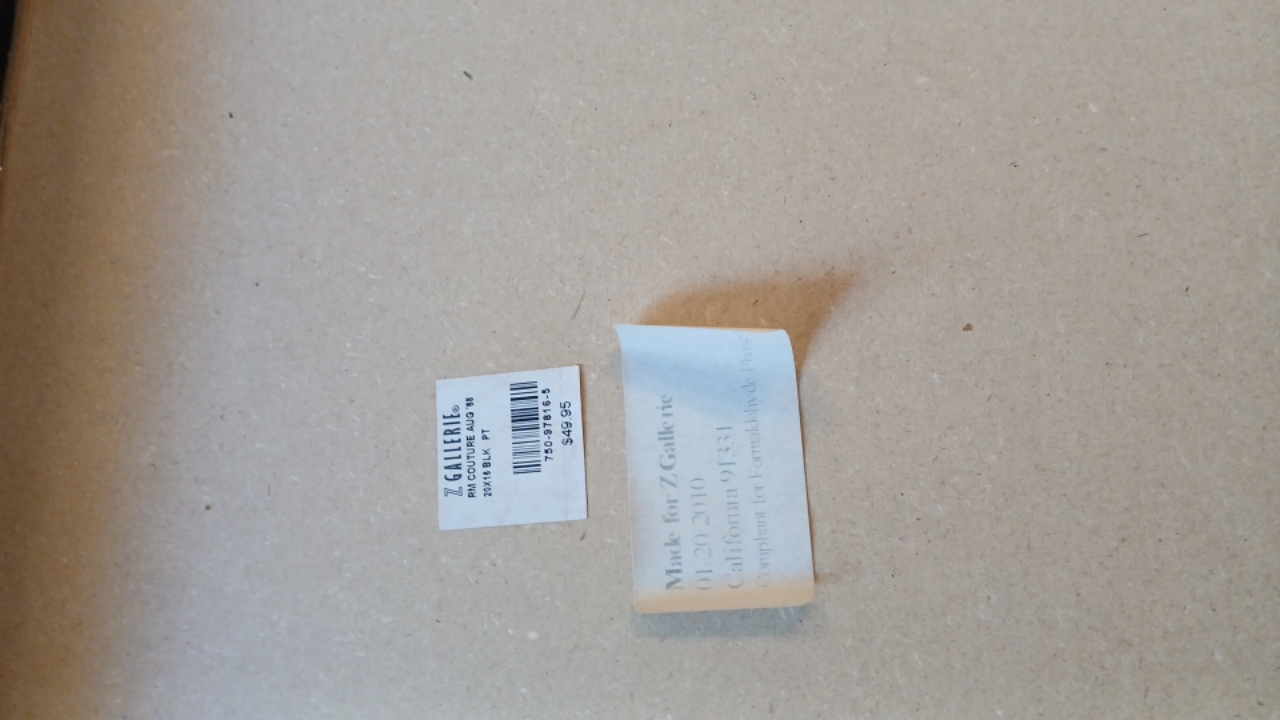 Z GALLERIE®
RM COUTURE AUG '88
20X16 BLK PT
750-97816-5
$49.95
Made for Z Gallerie
01.20.2010
California 91331
Compliant for Formaldehyde Phase